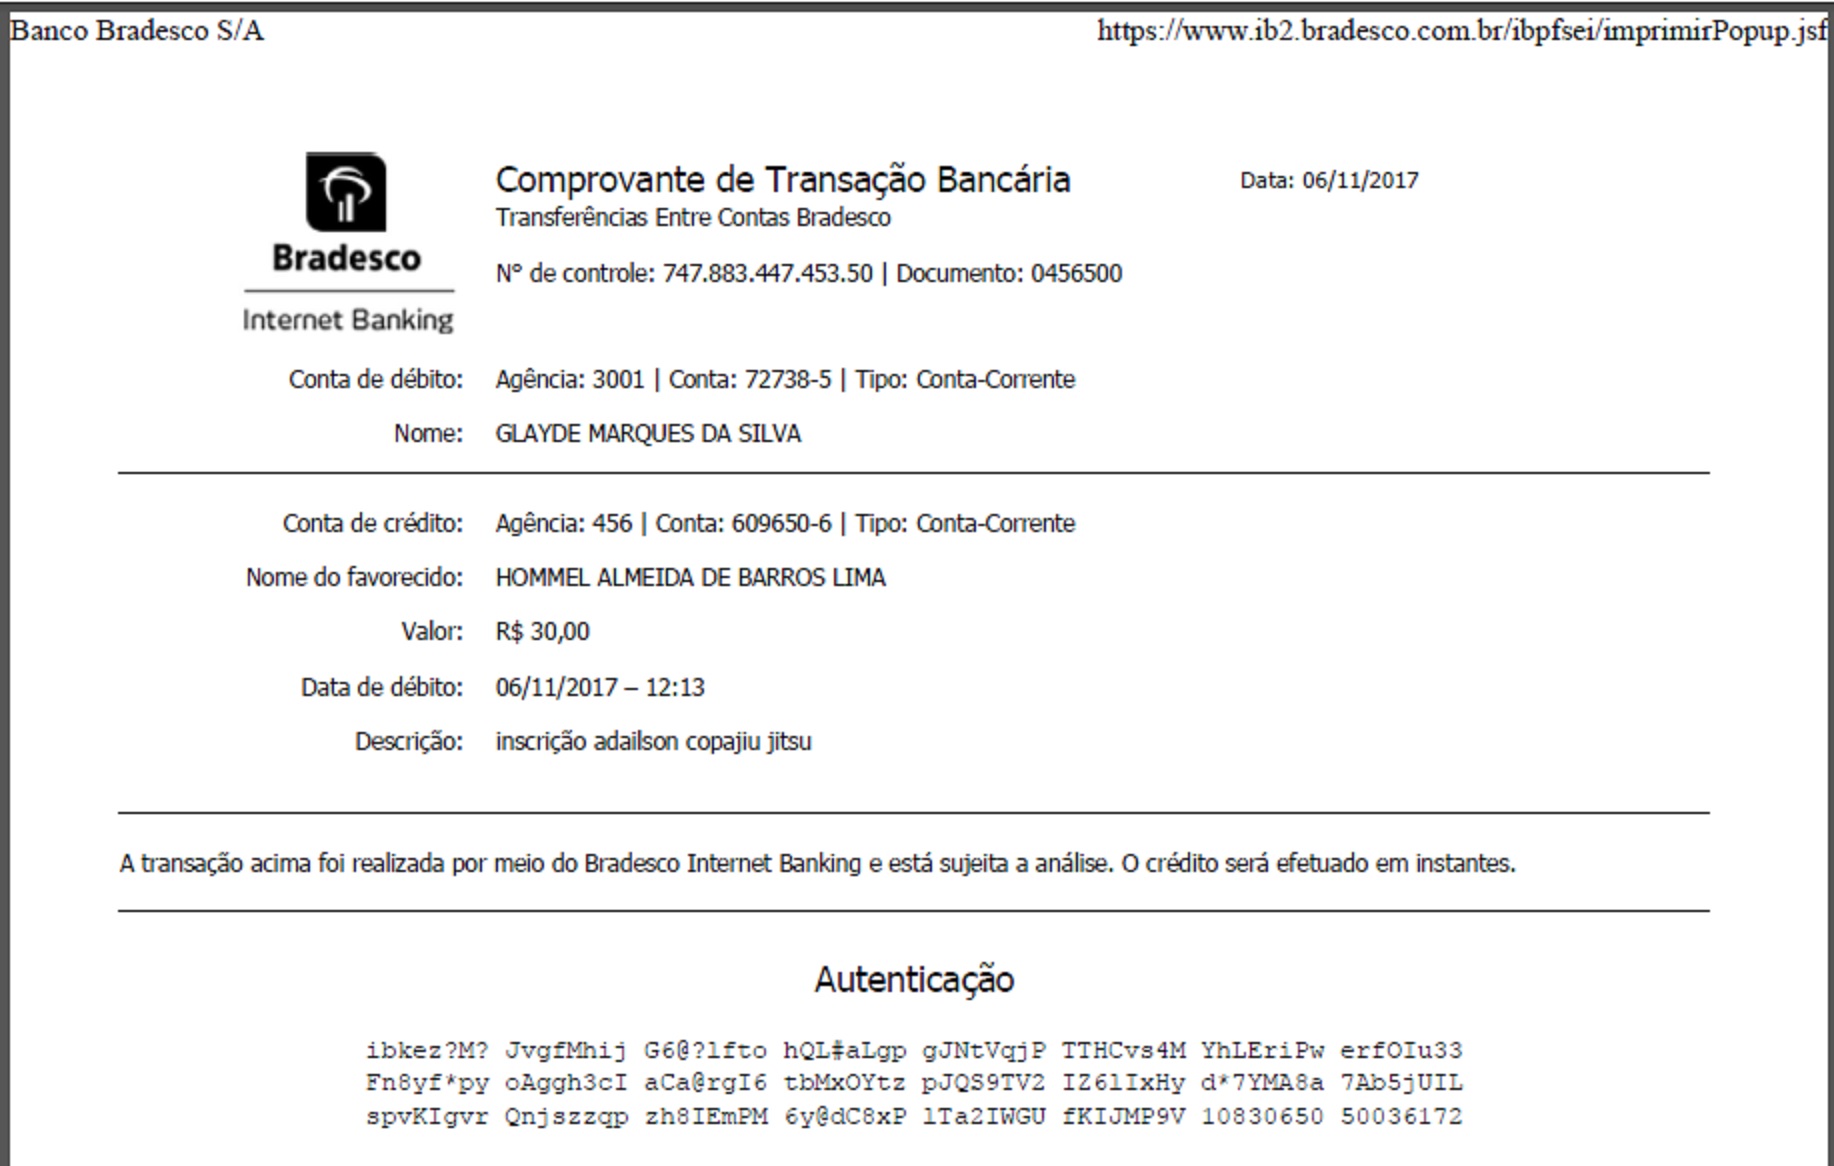 Banco Bradesco S/A https://www.ib2.bradesco.com.br/ibpfsei/imprimirPopup.jsf
Bradesco
Internet Banking
Comprovante de Transação Bancária Data: 06/11/2017
Transferências Entre Contas Bradesco
N° de controle: 747.883.447.453.50 | Documento: 0456500
Conta de débito: Agência: 3001 | Conta: 72738-5 | Tipo: Conta-Corrente
Nome: GLAYDE MARQUES DA SILVA
Conta de crédito: Agência: 456 | Conta: 609650-6 | Tipo: Conta-Corrente
Nome do favorecido: HOMMEL ALMEIDA DE BARROS LIMA
Valor: R$ 30,00
Data de débito: 06/11/2017 – 12:13
Descrição: inscrição adailson copajiu jitsu
A transação acima foi realizada por meio do Bradesco Internet Banking e está sujeita a análise. O crédito será efetuado em instantes.
Autenticação
ibkez?M? JvgfMhij G6@?lfto hQL#aLgp gJNtVqjP TTHCvs4M YhLEriPw erfOIu33
Fn8yf*py oAggh3cI aCa@rgI6 tbMxOYtz pJQS9TV2 IZ6lIxHy d*7YMA8a 7Ab5jUIL
spvKIgvr Qnjszzqp zh8IEmPM 6y@dC8xP lTa2IWGU fKIJMP9V 10830650 50036172